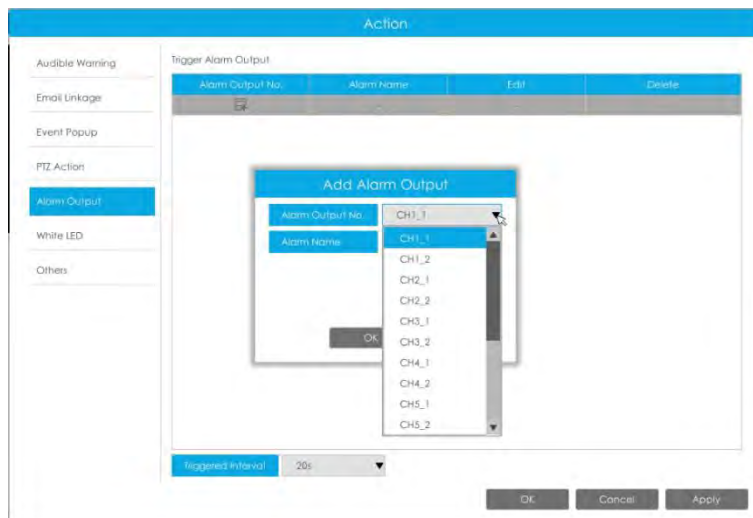 Action
Audible Warning
Email Linkage
Event Popup
PTZ Action
Alarm Output
White LED
Others
Trigger Alarm Output
Alarm Output No. Alarm Name Edit Delete
Add Alarm Output
Alarm Output No. CH1_1
Alarm Name
CH1_1
CH1_2
CH2_1
CH2_2
CH3_1
CH3_2
CH4_1
CH4_2
CH5_1
CH5_2
OK
Triggered Interval 20s
OK Cancel Apply